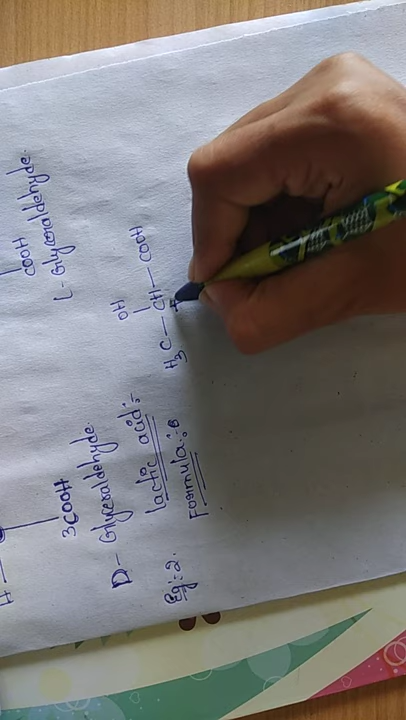 H
3COOH COOH
D- Glyceraldehyde. L- Glyceraldehyde.
Eg:2. lactic acid:-
Formula:-
OH
H3C—CH—COOH